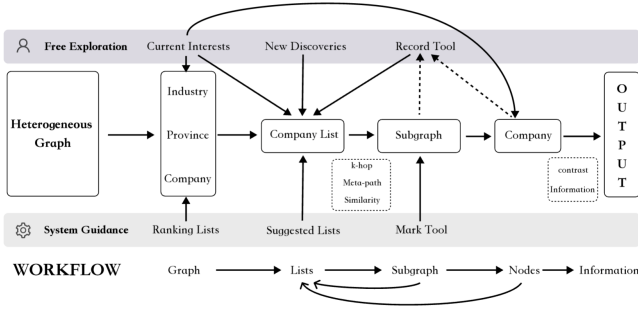 Free Exploration Current Interests New Discoveries Record Tool
Heterogeneous
Graph
Industry
Province
Company
Company List
Subgraph
Company
OUTPUT
k-hop
Meta-path
Similarity
contrast
Information
System Guidance Ranking Lists Suggested Lists Mark Tool
WORKFLOW Graph Lists Subgraph Nodes Information